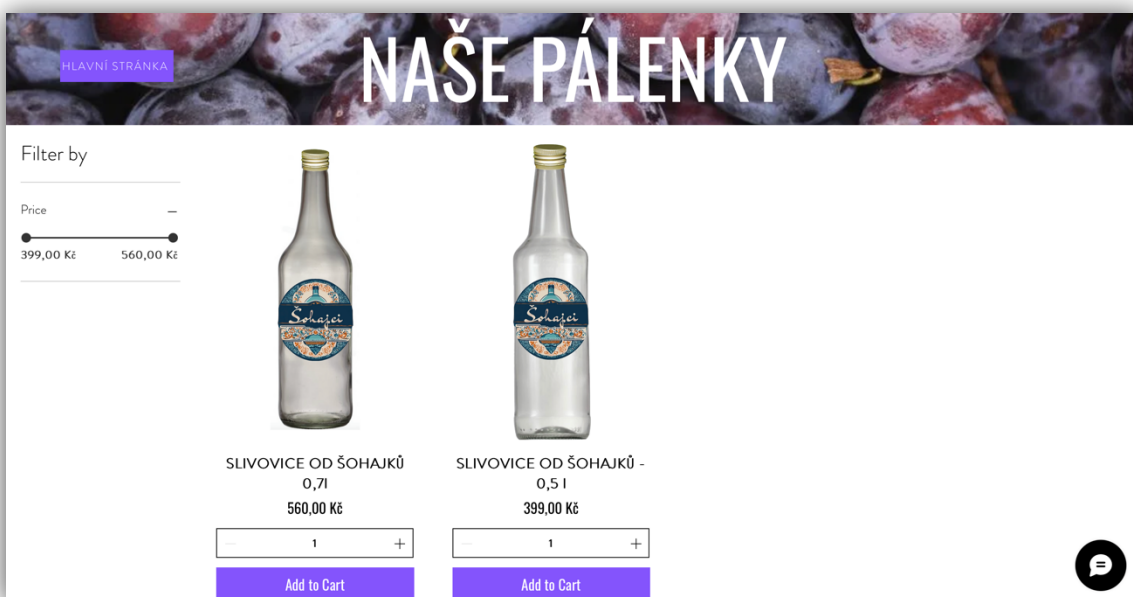 NAŠE PÁLENKY
HLAVNÍ STRÁNKA
Filter by
Price
399,00 Kč 560,00 Kč
Šohajci
Šohajci
SLIVOVICE OD ŠOHAJKŮ
0,7l
560,00 Kč
1
Add to Cart
SLIVOVICE OD ŠOHAJKŮ -
0,5 l
399,00 Kč
1
Add to Cart